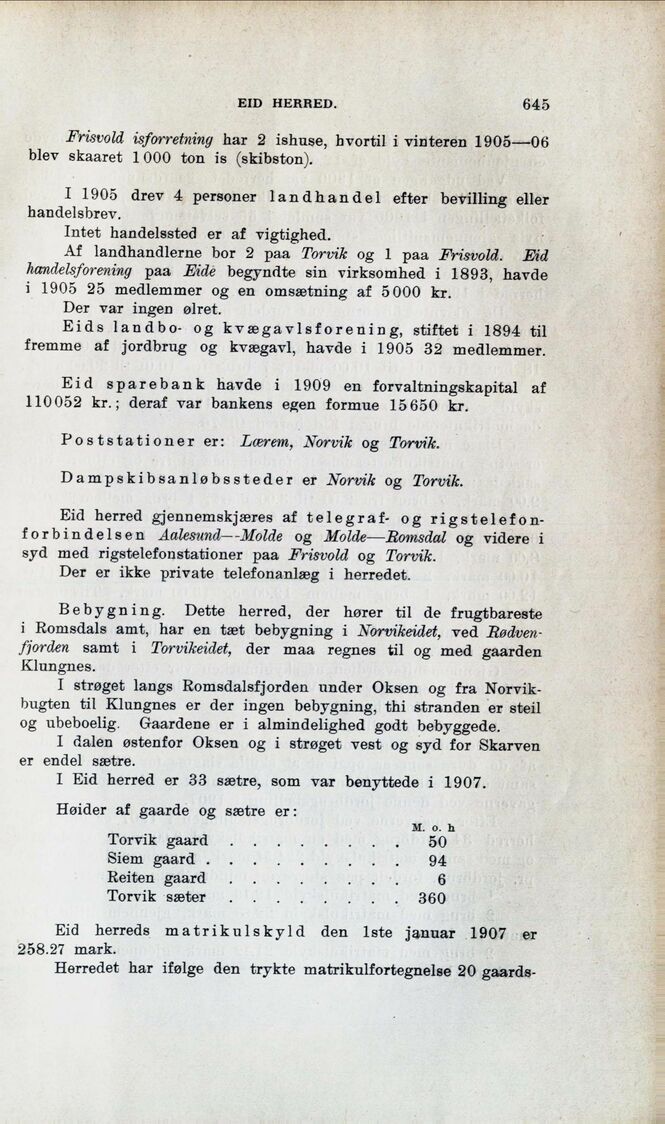 EID HERRED. 645
Frisvold isforretning har 2 ishuse, hvortil i vinteren 1905—06
blev skaaret 1000 ton is (skibston).
I 1905 drev 4 personer landhandel efter bevilling eller
handelsbrev.
Intet handelssted er af vigtighed.
Af landhandlerne bor 2 paa Torvik og 1 paa Frisvold. Eid
handelsforening paa Eide begyndte sin virksomhed i 1893, havde
i 1905 25 medlemmer og en omsætning af 5000 kr.
Der var ingen ølret.
Eids landbo- og kvægavlsforening, stiftet i 1894 til
fremme af jordbrug og kvægavl, havde i 1905 32 medlemmer.
Eid sparebank havde i 1909 en forvaltningskapital af
110052 kr.; deraf var bankens egen formue 15650 kr.
Poststationer er: Lærem, Norvik og Torvik.
Dampskibsanløbssteder er Norvik og Torvik.
Eid herred gjennemskjæres af telegraf- og rigstelefon-
forbindelsen Aalesund—Molde og Molde—Romsdal og videre i
syd med rigstelefonstationer paa Frisvold og Torvik.
Der er ikke private telefonanlæg i herredet.
Bebygning. Dette herred, der hører til de frugtbareste
i Romsdals amt, har en tæt bebygning i Norvikeidet, ved Rødven-
fjorden samt i Torvikeidet, der maa regnes til og med gaarden
Klungnes.
I strøget langs Romsdalsfjorden under Oksen og fra Norvik-
bugten til Klungnes er der ingen bebygning, thi stranden er steil
og ubeboelig. Gaardene er i almindelighed godt bebyggede.
I dalen østenfor Oksen og i strøget vest og syd for Skarven
er endel sætre.
I Eid herred er 33 sætre, som var benyttede i 1907.
Høider af gaarde og sætre er:
M. o. h
Torvik gaard . . . . . . . . 50
Siem gaard . . . . . . . . . 94
Reiten gaard . . . . . . . . 6
Torvik sæter . . . . . . . . 360
Eid herreds matrikulskyld den 1ste januar 1907 er
258.27 mark.
Herredet har ifølge den trykte matrikulfortegnelse 20 gaards-